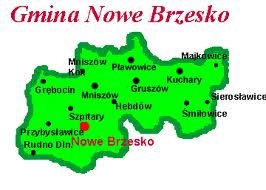 Gmina Nowe Brzesko
Majkowice
Mniszów
Kol.
Pławowice
Kuchary
Grębocin
Mniszów
Gruszów
Sierosławice
Hebdów
Szpitary
Śmiłowice
Przybysławice
Nowe Brzesko
Rudno Dln.